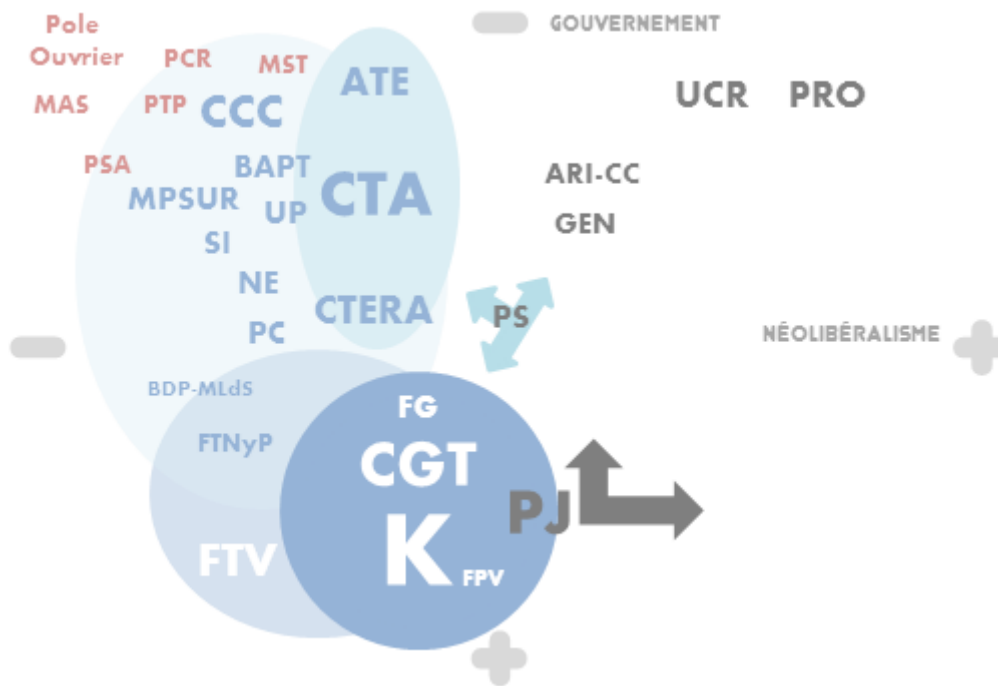 Pole
Ouvrier
PCR
MST
ATE
GOUVERNEMENT
MAS
PTP
CCC
UCR
PRO
PSA
BAPT
MPSUR
UP
CTA
ARI-CC
GEN
SI
NE
CTERA
PS
PC
NÉOLIBÉRALISME
BDP-MLdS
FG
FTNyP
CGT
PJ
FTV
K
FPV